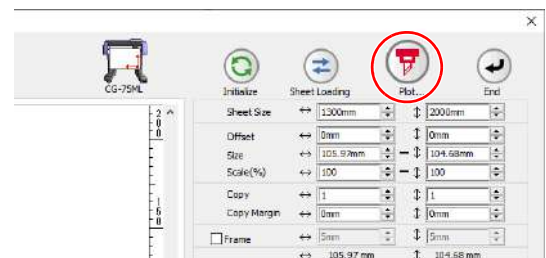 CG-75ML
Initialize Sheet Loading Plot... End
Sheet Size 1300mm 2000mm
Offset 0mm 0mm
Size 105.97mm 104.68mm
Scale(%) 100 100
Copy 1 1
Copy Margin 0mm 0mm
Frame 5mm 5mm
105.97 mm 104.68 mm
2000
160